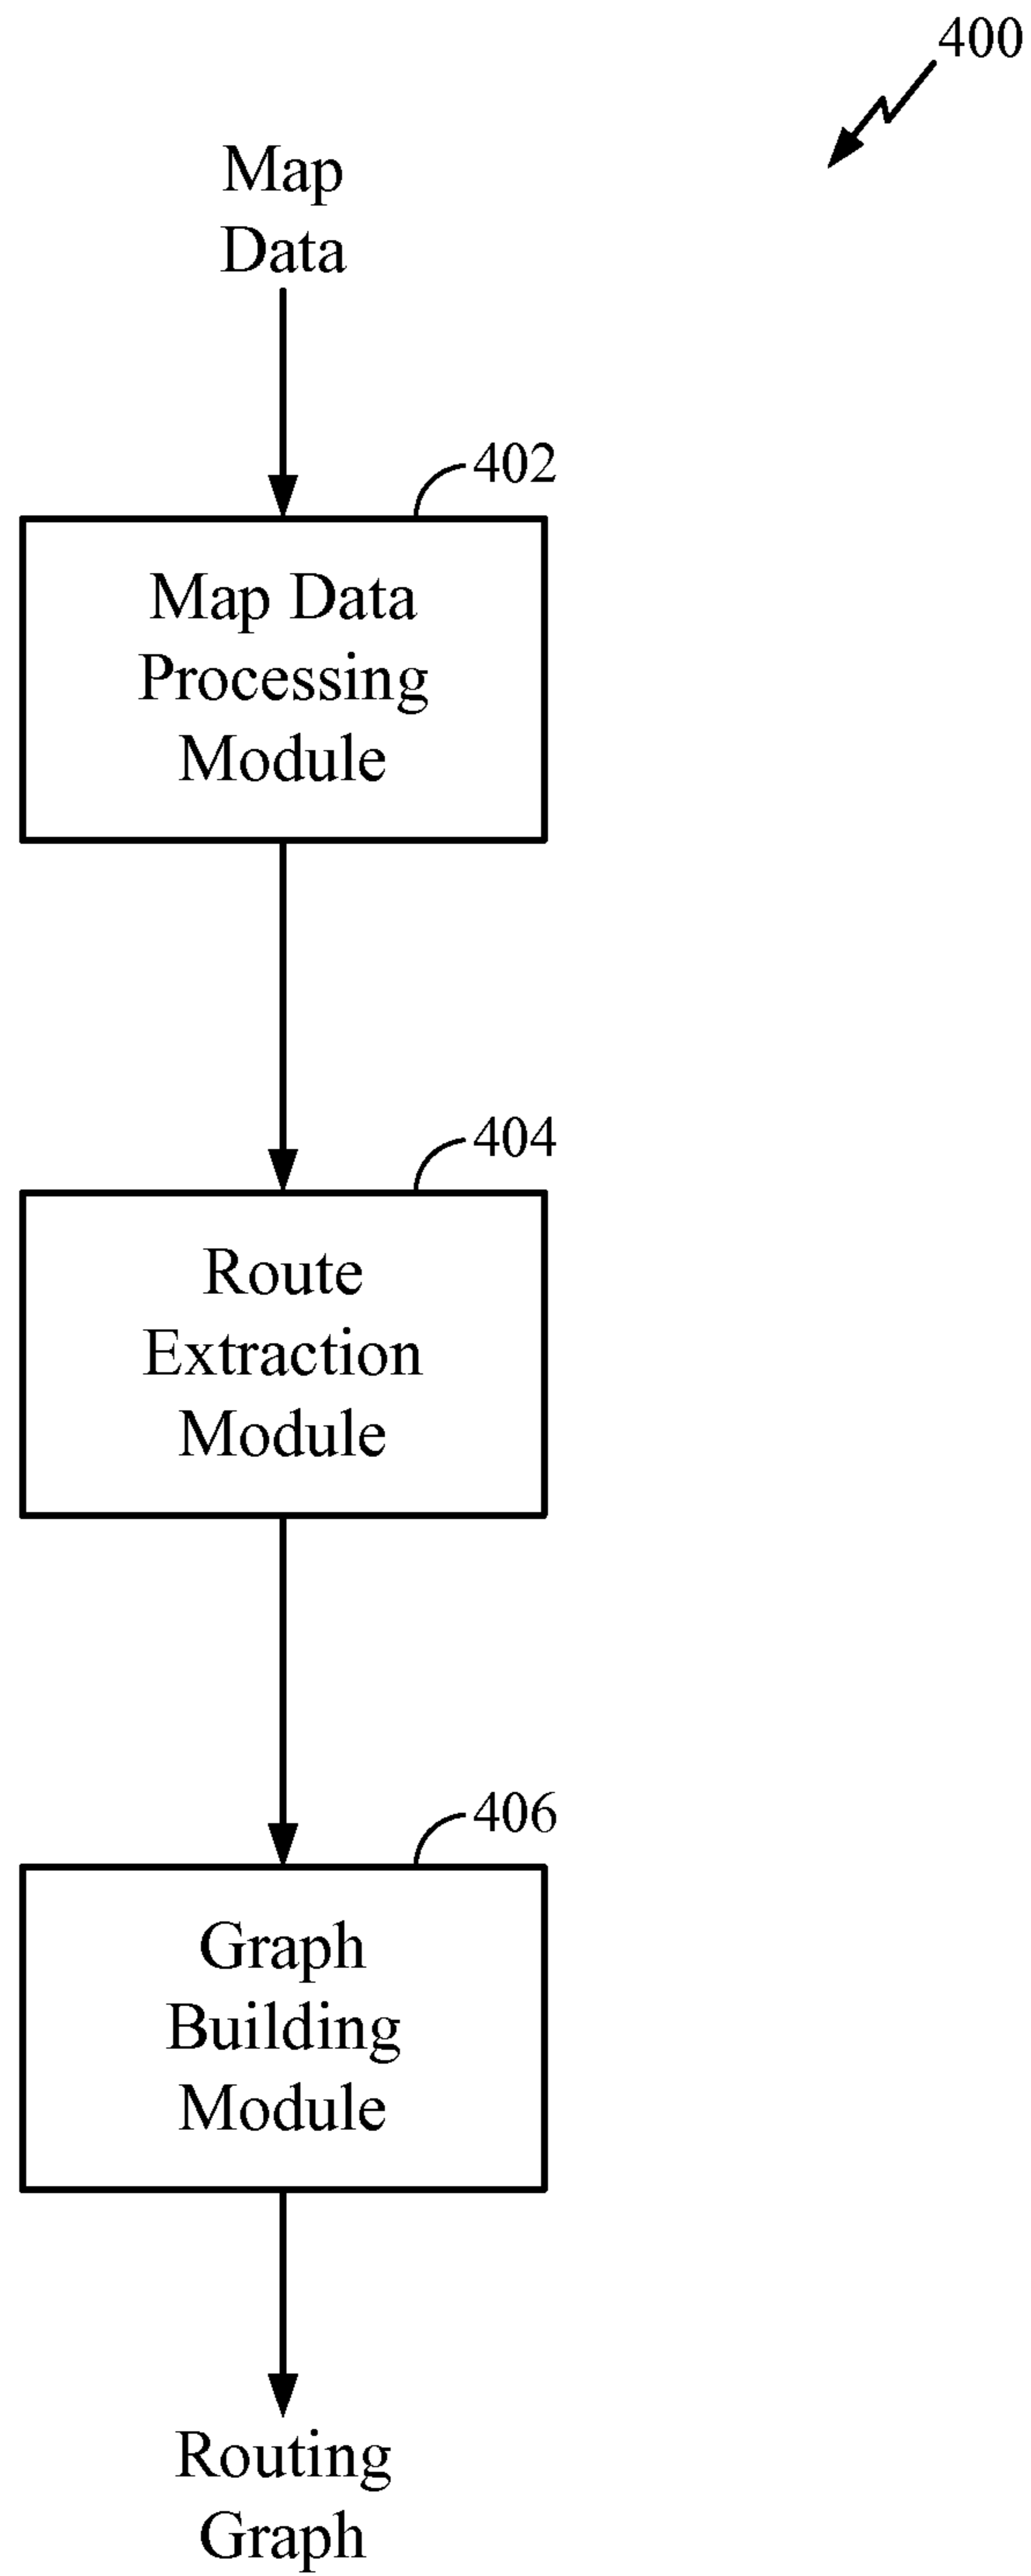 400
Map
Data
402
Map Data
Processing
Module
404
Route
Extraction
Module
406
Graph
Building
Module
Routing
Graph